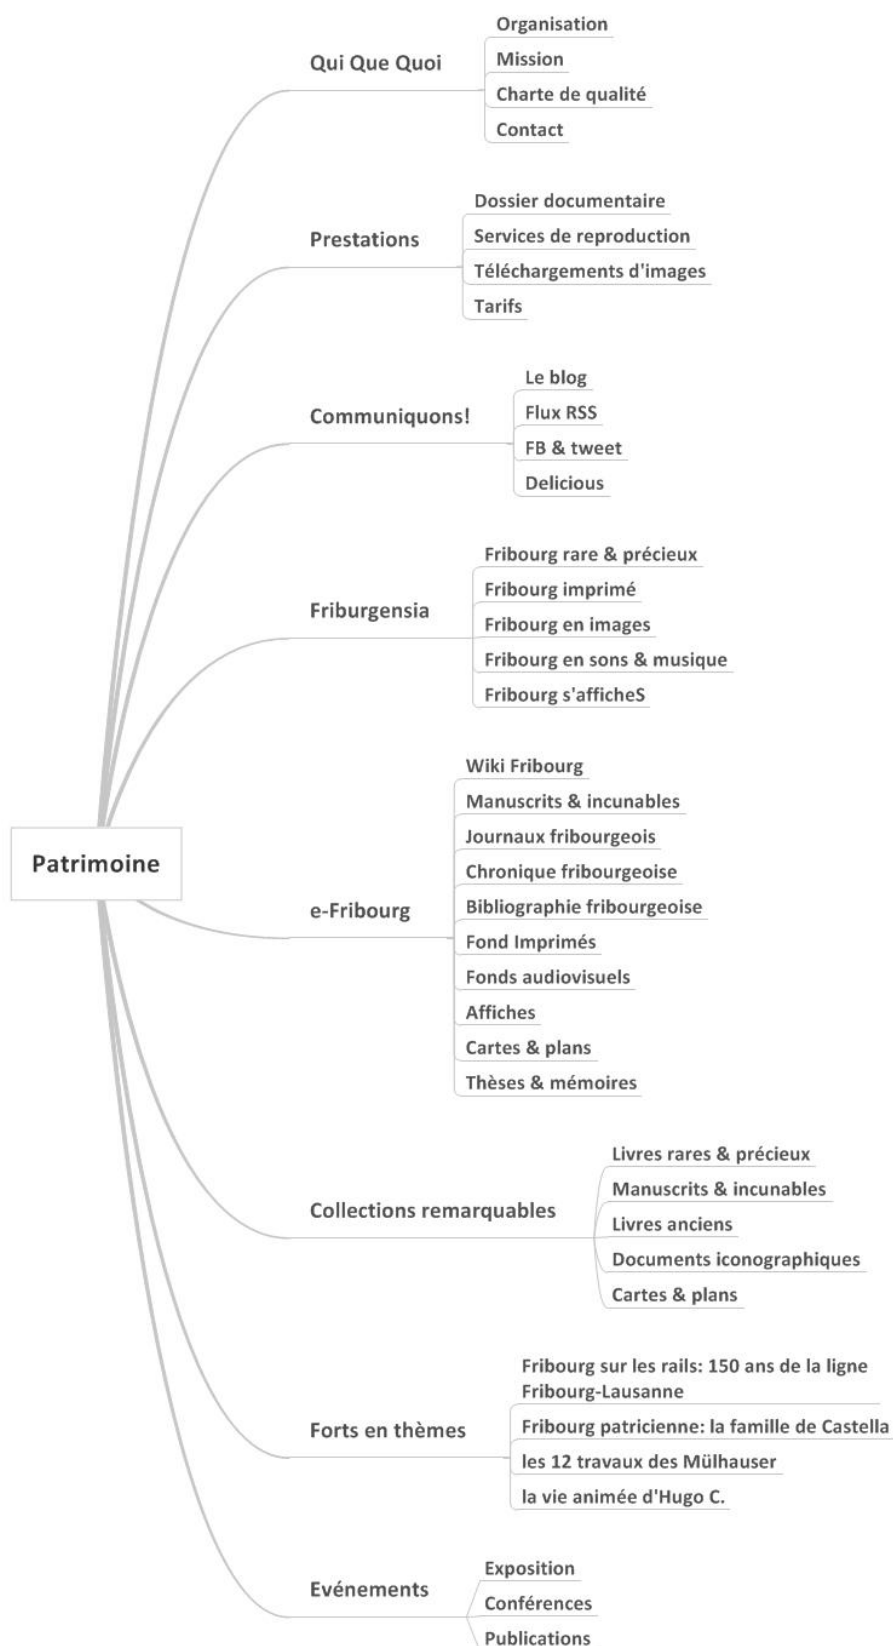 Organisation
Qui Que Quoi
Mission
Charte de qualité
Contact
Dossier documentaire
Prestations
Services de reproduction
Téléchargements d'images
Tarifs
Le blog
Communiquons!
Flux RSS
FB & tweet
Delicious
Fribourg rare & précieux
Fribourg imprimé
Friburgensia
Fribourg en images
Fribourg en sons & musique
Fribourg s'afficheS
Wiki Fribourg
Manuscrits & incunables
Journaux fribourgeois
Patrimoine
Chronique fribourgeoise
e-Fribourg
Bibliographie fribourgeoise
Fond Imprimés
Fonds audiovisuels
Affiches
Cartes & plans
Thèses & mémoires
Livres rares & précieux
Manuscrits & incunables
Collections remarquables
Livres anciens
Documents iconographiques
Cartes & plans
Fribourg sur les rails: 150 ans de la ligne
Fribourg-Lausanne
Forts en thèmes
Fribourg patricienne: la famille de Castella
les 12 travaux des Mülhauser
la vie animée d'Hugo C.
Exposition
Evénements
Conférences
Publications